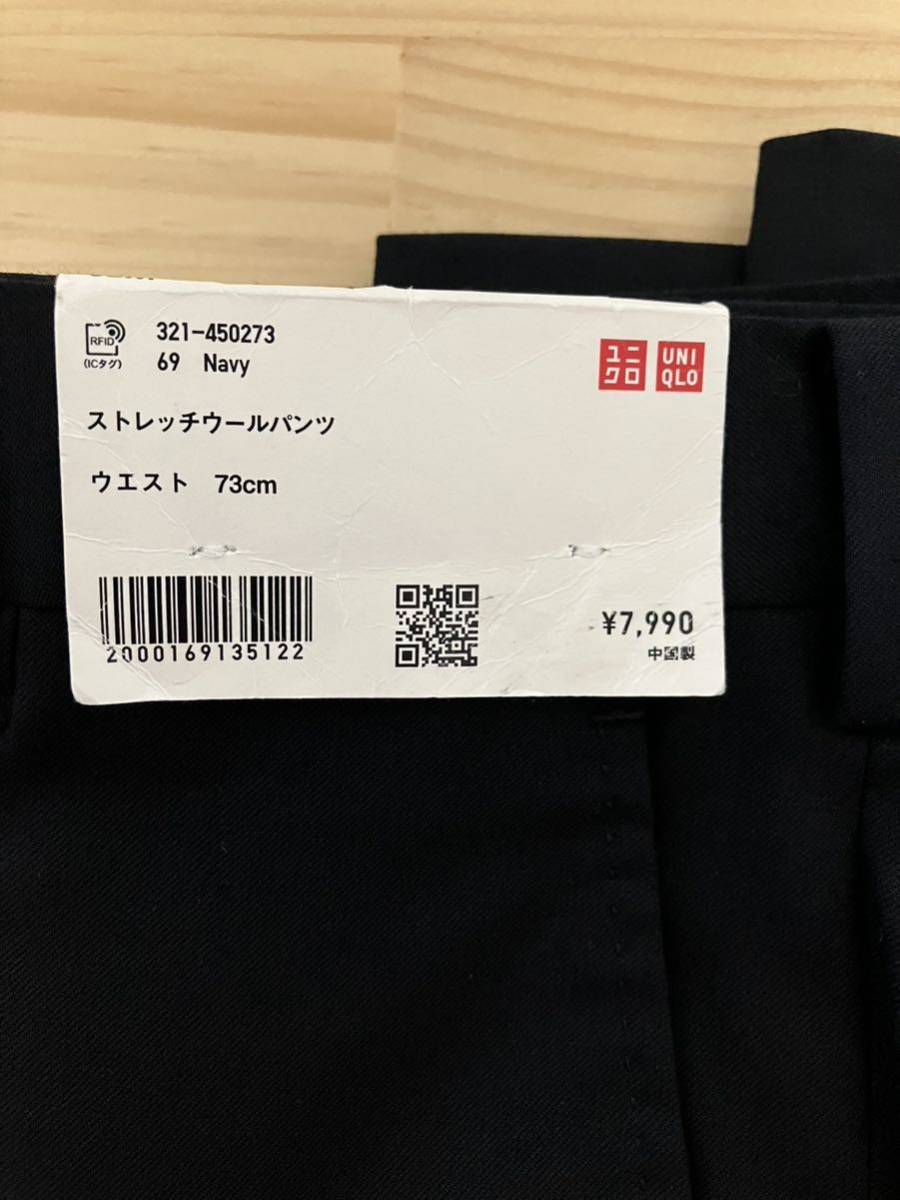 321-450273
RFID
(ICタグ)
69 Navy
ユニ
クロ
UNI
QLO
ストレッチウールパンツ
ウエスト 73cm
2000169135122
¥7,990
中国製